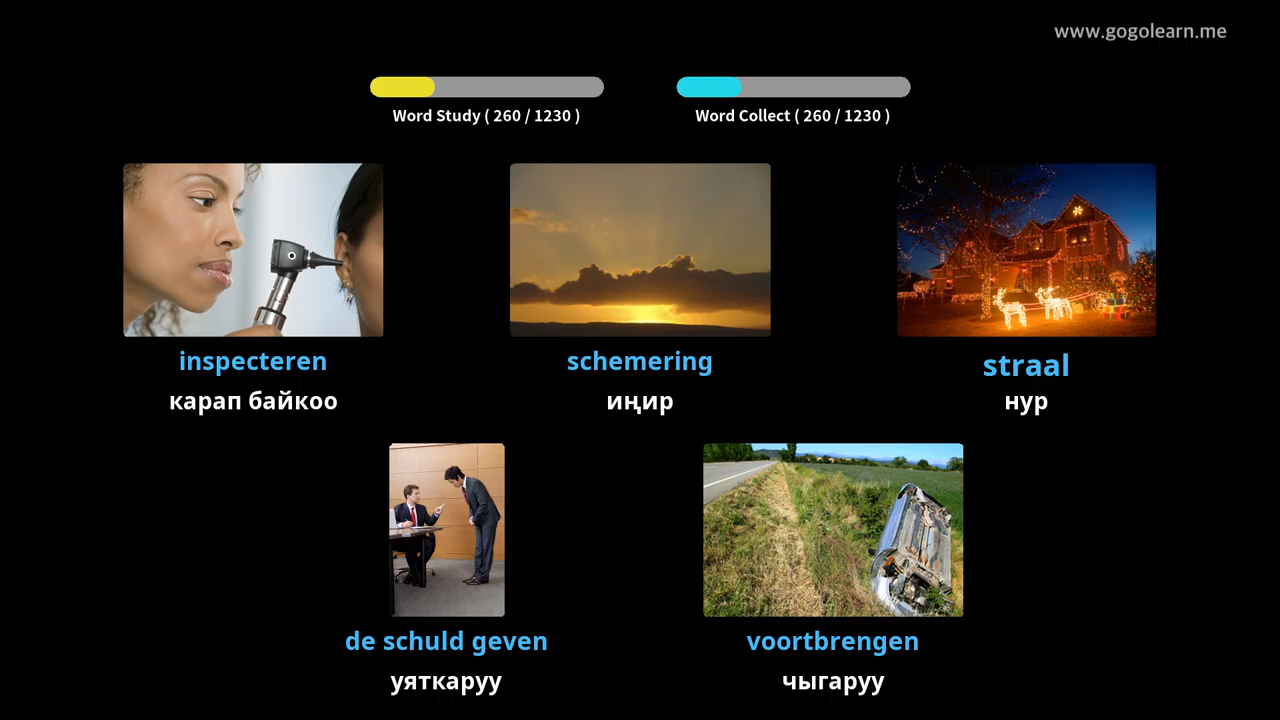 www.gogolearn.me
Word Study ( 260 / 1230 )
Word Collect ( 260 / 1230 )
inspecteren
карап байкоо
schemering
иңир
straal
нур
de schuld geven
уяткаруу
voortbrengen
чыгаруу